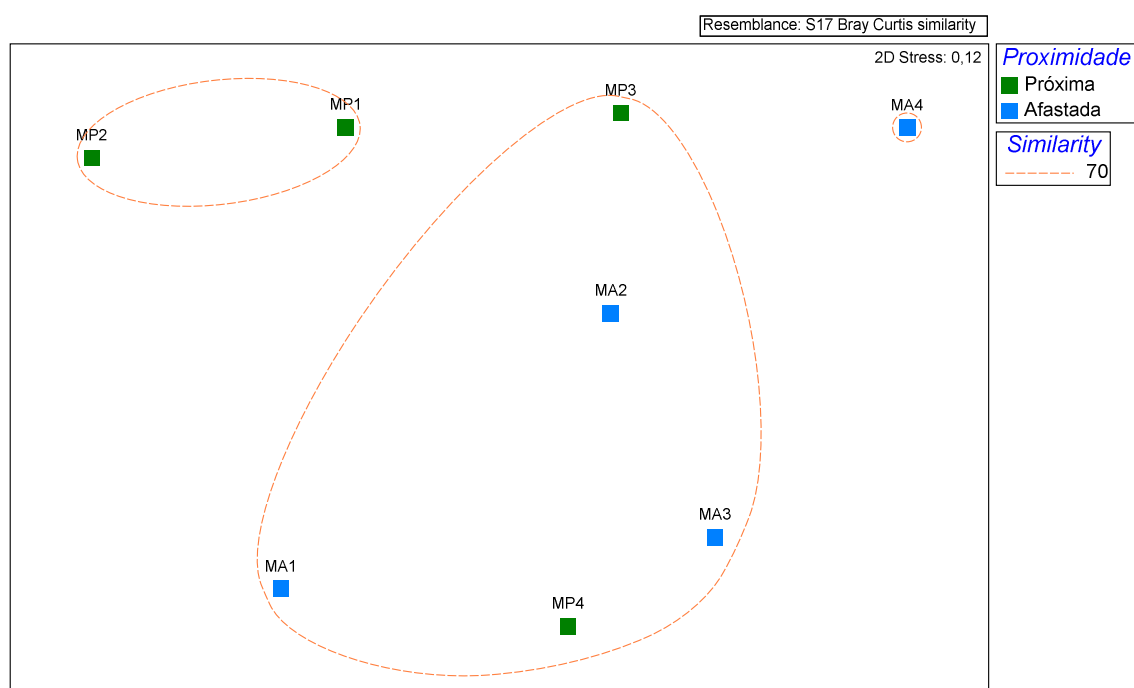 Resemblance: S17 Bray Curtis similarity
2D Stress: 0,12
Proximidade
Próxima
Afastada
Similarity
70
MP3
MA4
MP1
MP2
MA2
MA3
MA1
MP4